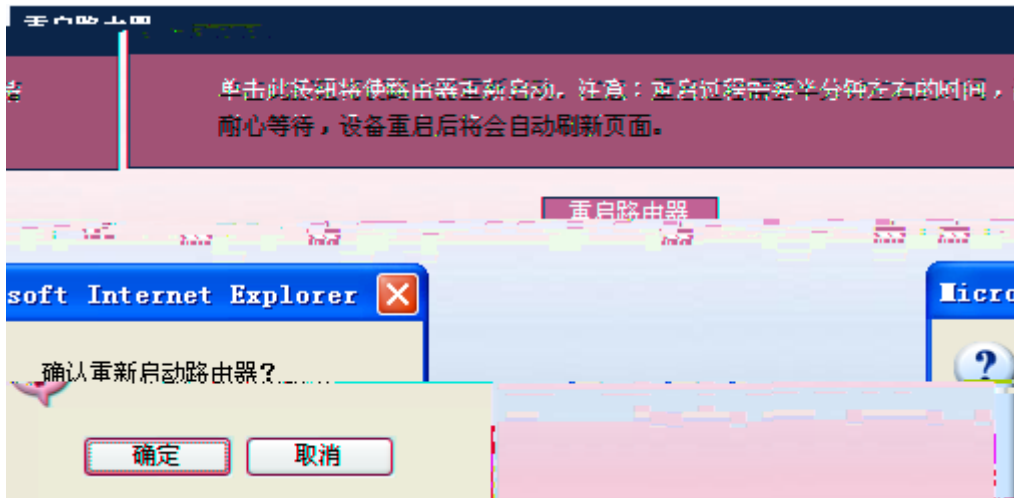 重启路由器
单击此按钮将使路由器重新启动。注意：重启过程需要半分钟左右的时间，
耐心等待，设备重启后将会自动刷新页面。
重启路由器
soft Internet Explorer
Micro
确认重新启动路由器?
确定
取消